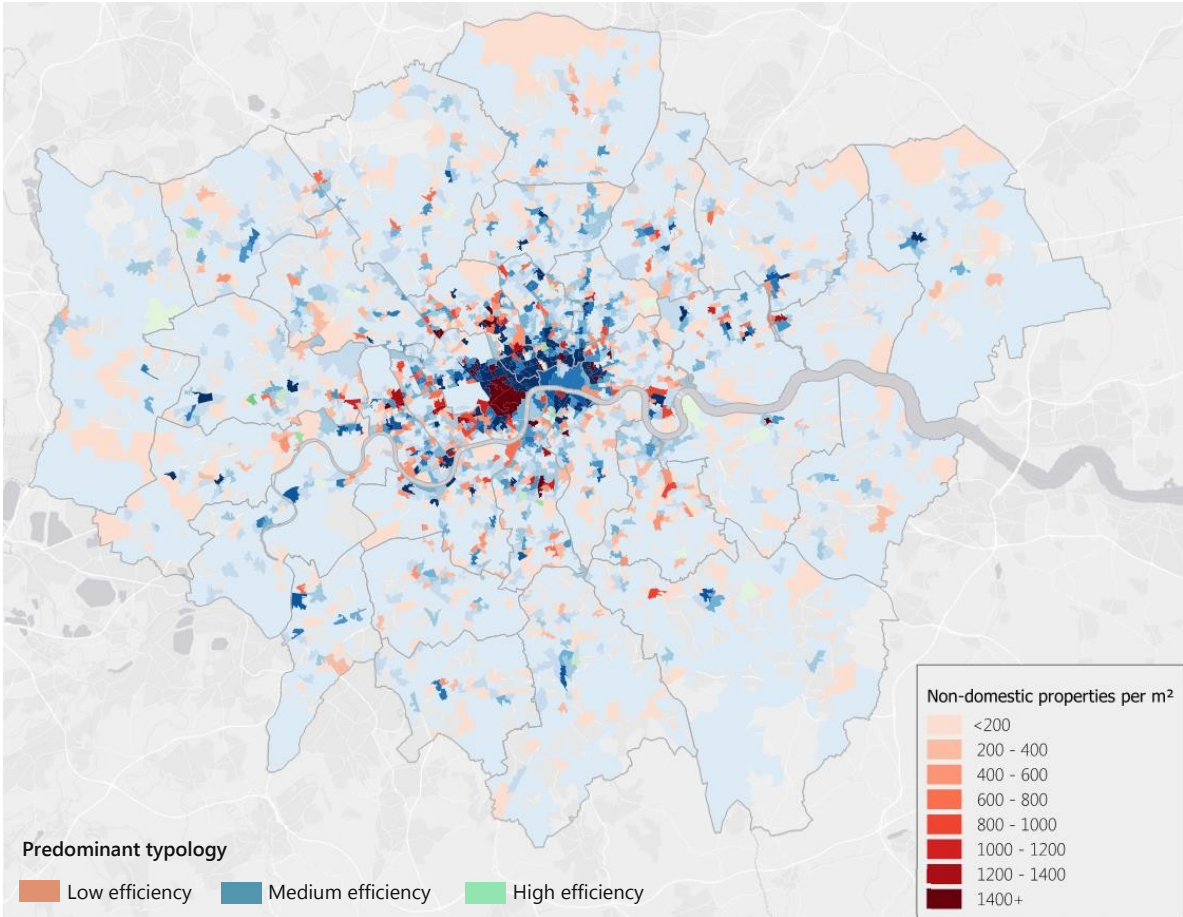 Non-domestic properties per m²
<200
200 - 400
400 - 600
600 - 800
800 - 1000
1000 - 1200
1200 - 1400
1400+
Predominant typology
Low efficiency Medium efficiency High efficiency